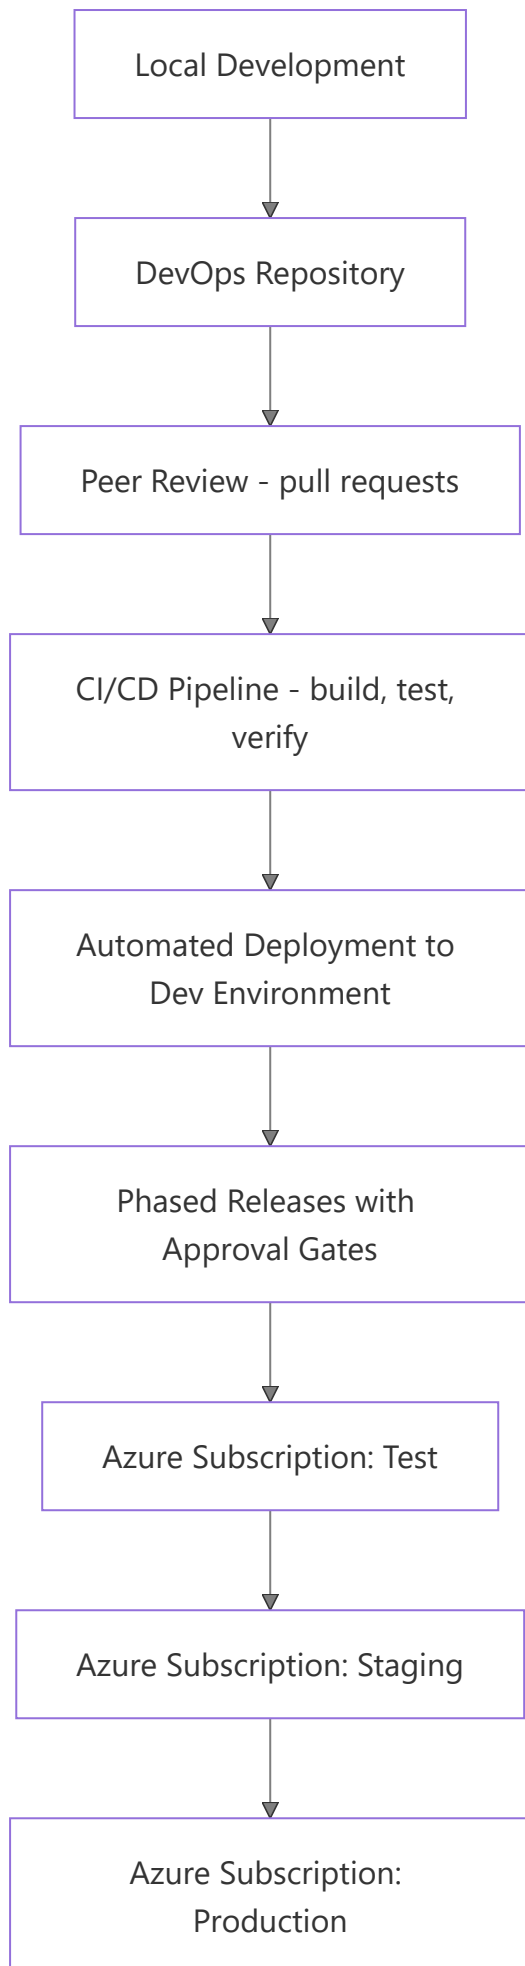 Local Development
DevOps Repository
Peer Review - pull requests
CI/CD Pipeline - build, test,
verify
Automated Deployment to
Dev Environment
Phased Releases with
Approval Gates
Azure Subscription: Test
Azure Subscription: Staging
Azure Subscription:
Production